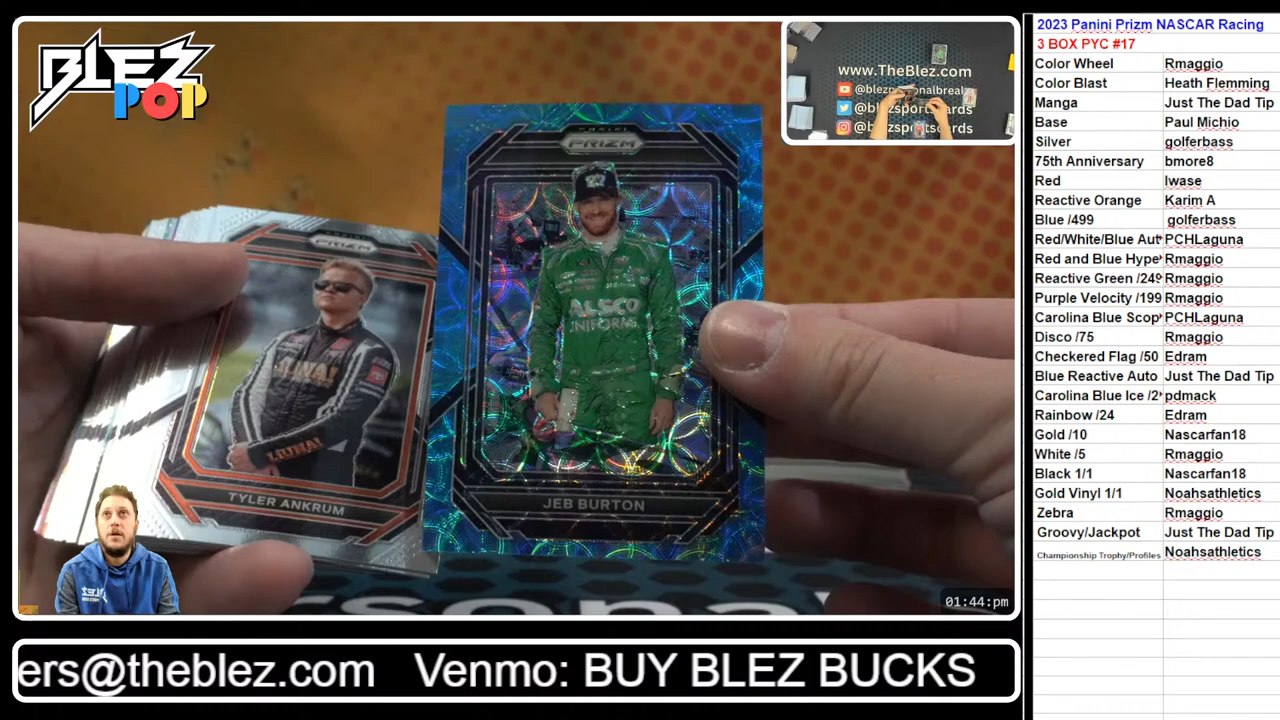 BLEZ
POP
www.TheBlez.com
@blezsportscards
PANINI
PRIZM
ALSCO
UNIFORMS
JEB BURTON
PRIZM
LIUNA!
LIUNA!
TYLER ANKRUM
01:44:pm
ers@theblez.com Venmo: BUY BLEZ BUCKS
2023 Panini Prizm NASCAR Racing
3 BOX PYC #17
Color Wheel Rmaggio
Color Blast Heath Flemming
Manga Just The Dad Tip
Base Paul Michio
Silver golferbass
75th Anniversary bmore8
Red Iwase
Reactive Orange Karim A
Blue /499 golferbass
Red/White/Blue Aut PCHLaguna
Red and Blue Hype Rmaggio
Reactive Green /249 Rmaggio
Purple Velocity /199 Rmaggio
Carolina Blue Scop PCHLaguna
Disco /75 Rmaggio
Checkered Flag /50 Edram
Blue Reactive Auto Just The Dad Tip
Carolina Blue Ice /2 pdmack
Rainbow /24 Edram
Gold /10 Nascarfan18
White /5 Rmaggio
Black 1/1 Nascarfan18
Gold Vinyl 1/1 Noahsathletics
Zebra Rmaggio
Groovy/Jackpot Just The Dad Tip
Championship Trophy/Profiles Noahsathletics